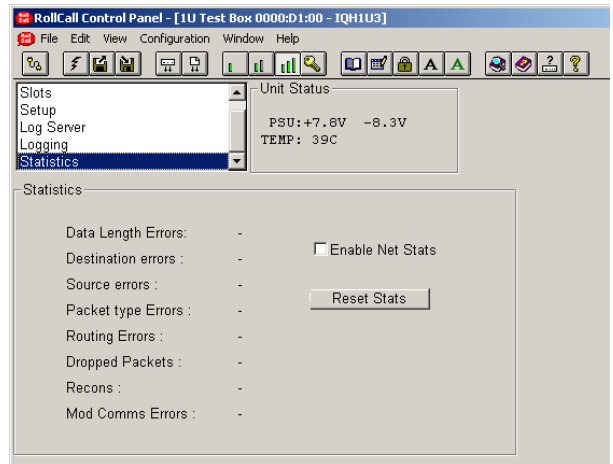 RollCall Control Panel - [1U Test Box 0000:D1:00 - IQH1U3]
File Edit View Configuration Window Help
A A
Slots
Setup
Log Server
Logging
Statistics
Unit Status
PSU:+7.8V -8.3V
TEMP: 39C
Statistics
Data Length Errors: -
Destination errors : -
Source errors : -
Packet type Errors : -
Routing Errors : -
Dropped Packets : -
Recons : -
Mod Comms Errors : -
Enable Net Stats
Reset Stats